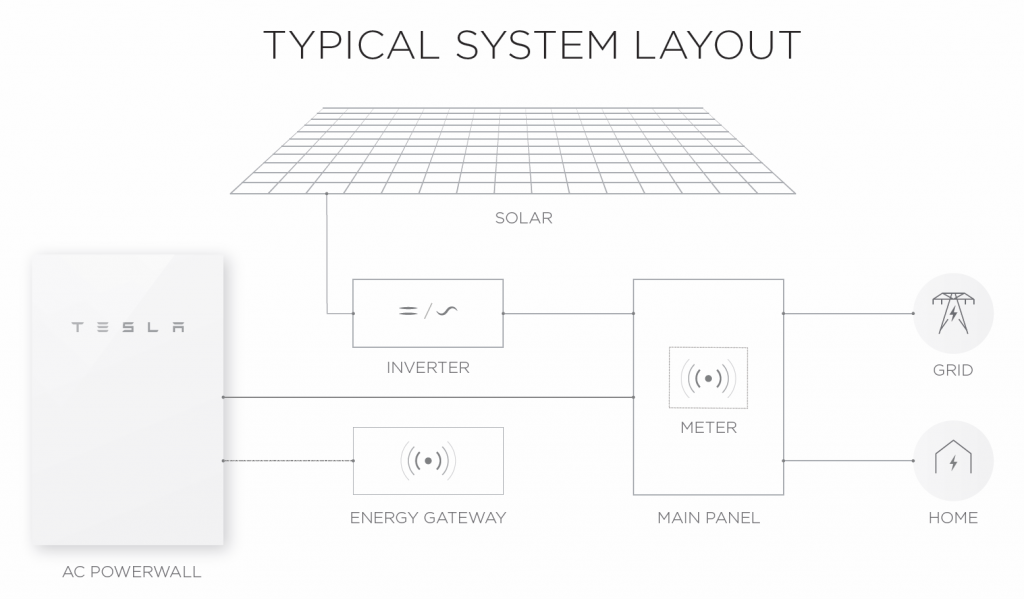 TYPICAL SYSTEM LAYOUT
SOLAR
TESLA
INVERTER
GRID
METER
ENERGY GATEWAY
MAIN PANEL
HOME
AC POWERWALL